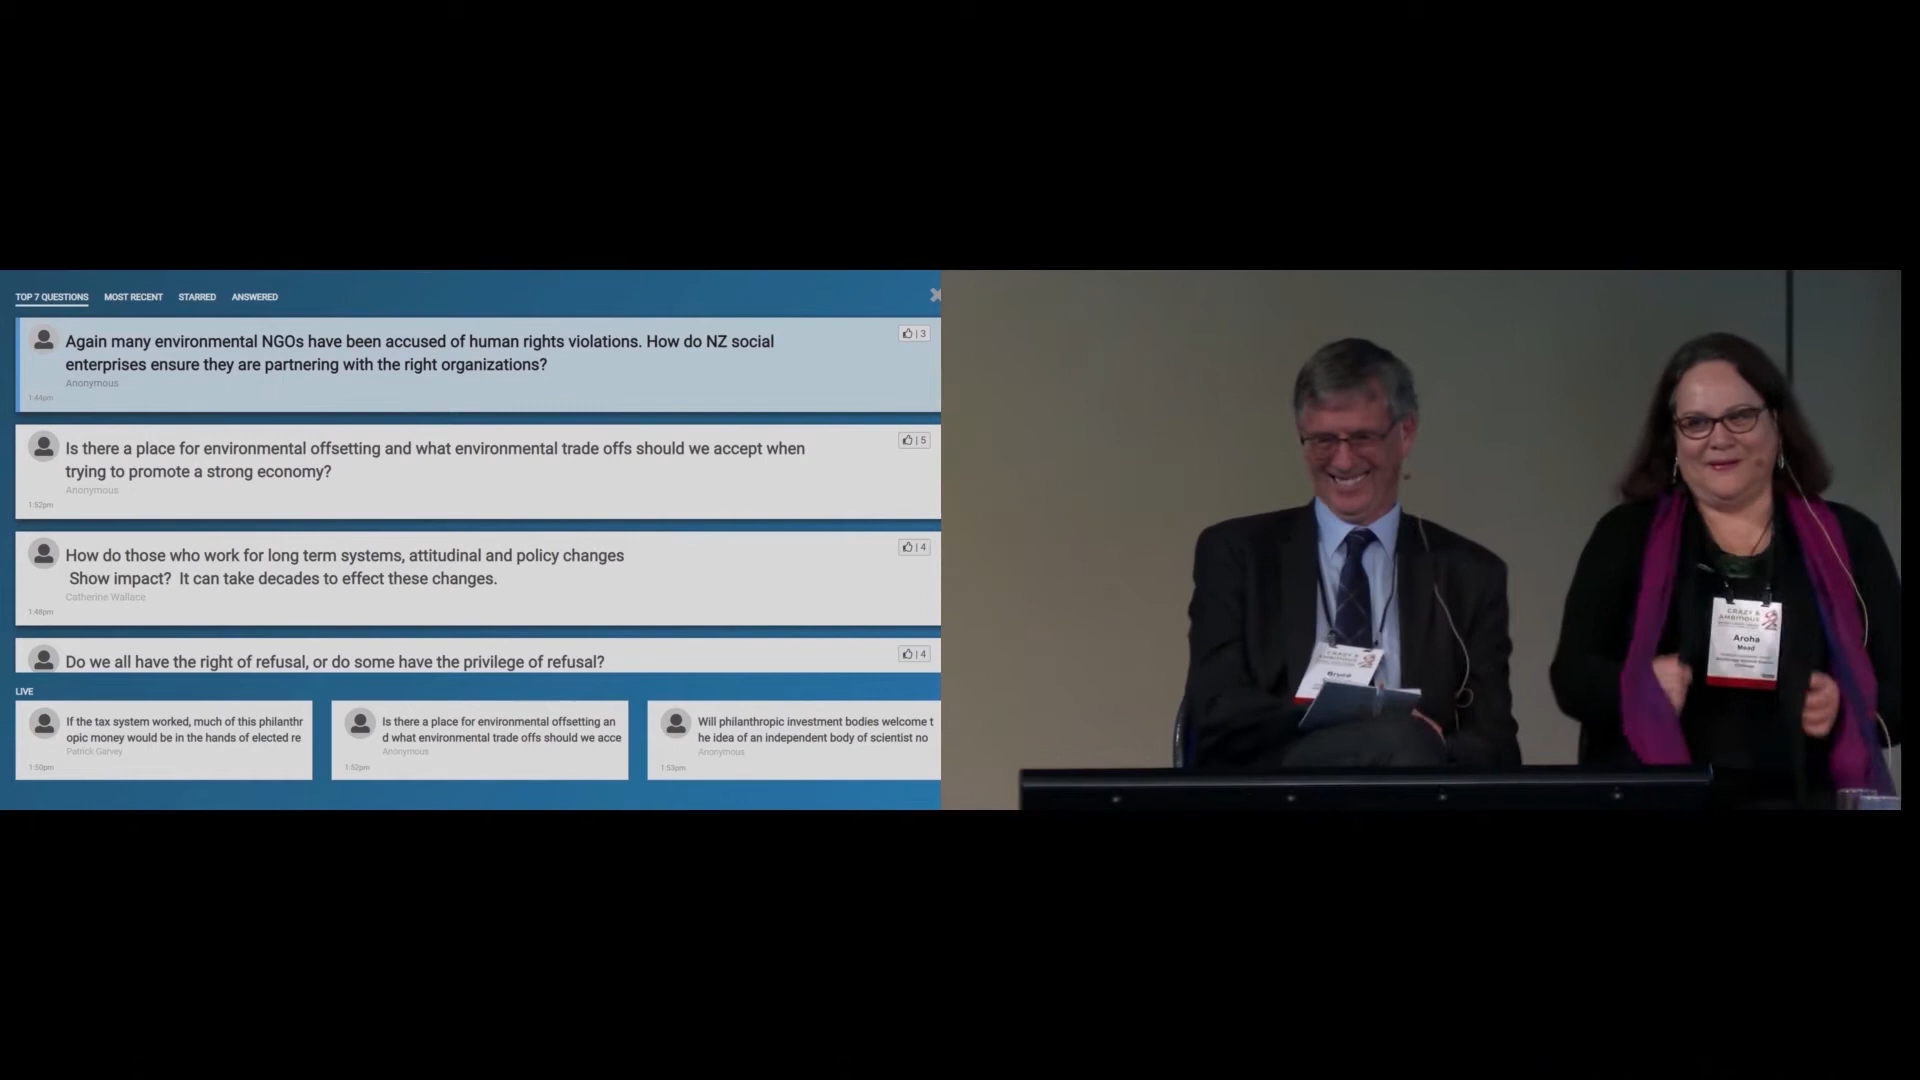 TOP 7 QUESTIONS MOST RECENT STARRED ANSWERED
Again many environmental NGOs have been accused of human rights violations. How do NZ social
enterprises ensure they are partnering with the right organizations?
Anonymous
1:44pm
3
Is there a place for environmental offsetting and what environmental trade offs should we accept when
trying to promote a strong economy?
Anonymous
1:52pm
5
How do those who work for long term systems, attitudinal and policy changes
Show impact? It can take decades to effect these changes.
Catherine Wallace
1:48pm
4
Do we all have the right of refusal, or do some have the privilege of refusal?
4
LIVE
If the tax system worked, much of this philanthr
opic money would be in the hands of elected re
Patrick Garvey
1:50pm
Is there a place for environmental offsetting an
d what environmental trade offs should we acce
Anonymous
1:52pm
Will philanthropic investment bodies welcome t
he idea of an independent body of scientist no
Anonymous
1:53pm
CRAZY &
AMBITIOUS
Bryce
CRAZY &
AMBITIOUS
Aroha
Mead